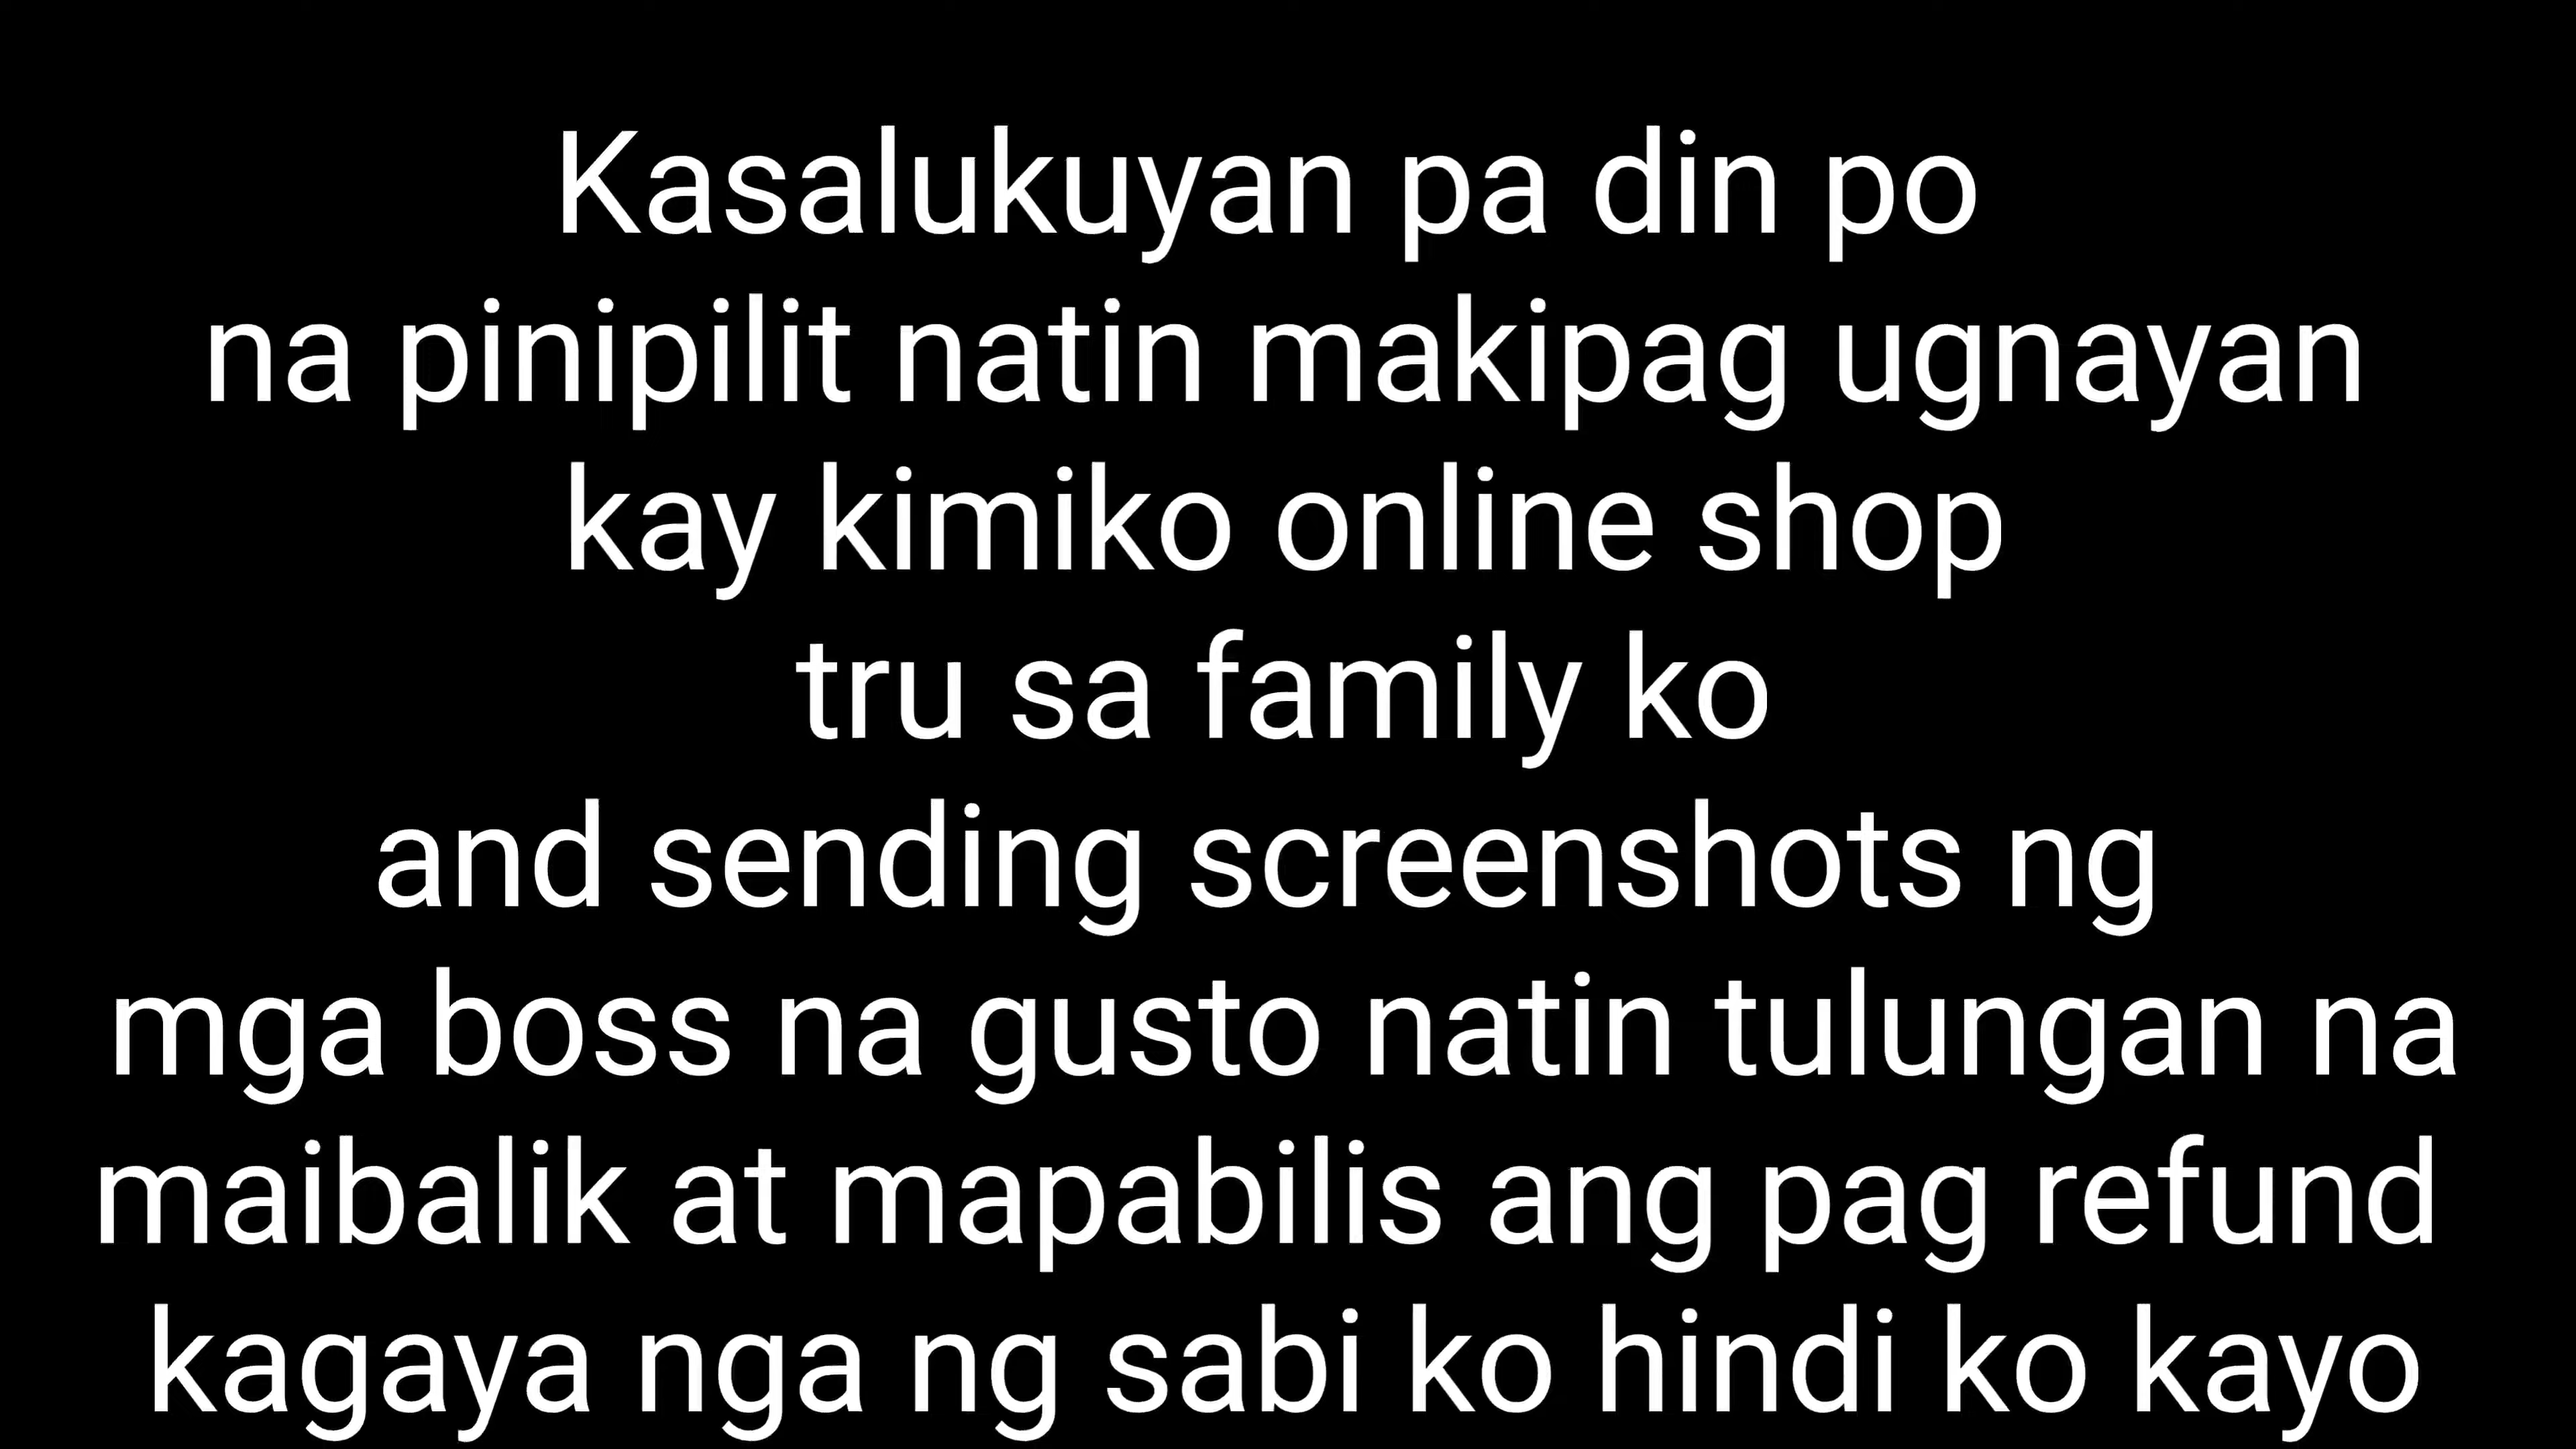 Kasalukuyan pa din po
na pinipilit natin makipag ugnayan
kay kimiko online shop
tru sa family ko
and sending screenshots ng
mga boss na gusto natin tulungan na
maibalik at mapabilis ang pag refund
kagaya nga ng sabi ko hindi ko kayo